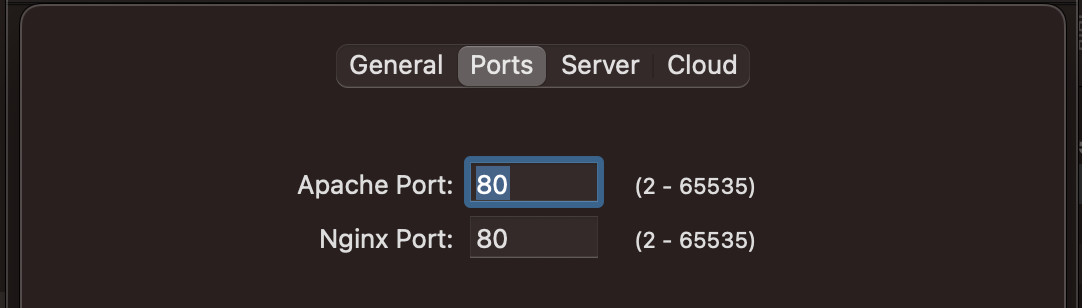 General Ports Server Cloud
Apache Port: 80 (2 - 65535)
Nginx Port: 80 (2 - 65535)